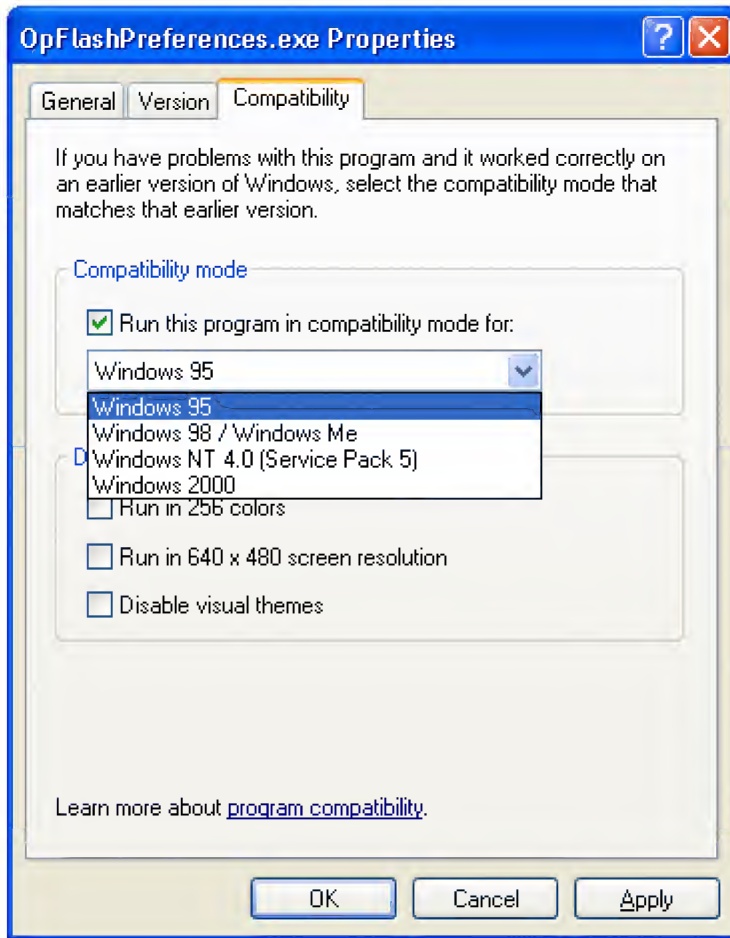 OpFlashPreferences.exe Properties
General Version Compatibility
If you have problems with this program and it worked correctly on
an earlier version of Windows, select the compatibility mode that
matches that earlier version.
Compatibility mode
Run this program in compatibility mode for:
Windows 95
Windows 95
Windows 98 / Windows Me
Windows NT 4.0 (Service Pack 5)
Windows 2000
Run in 256 colors
Run in 640 x 480 screen resolution
Disable visual themes
Learn more about program compatibility.
OK Cancel Apply